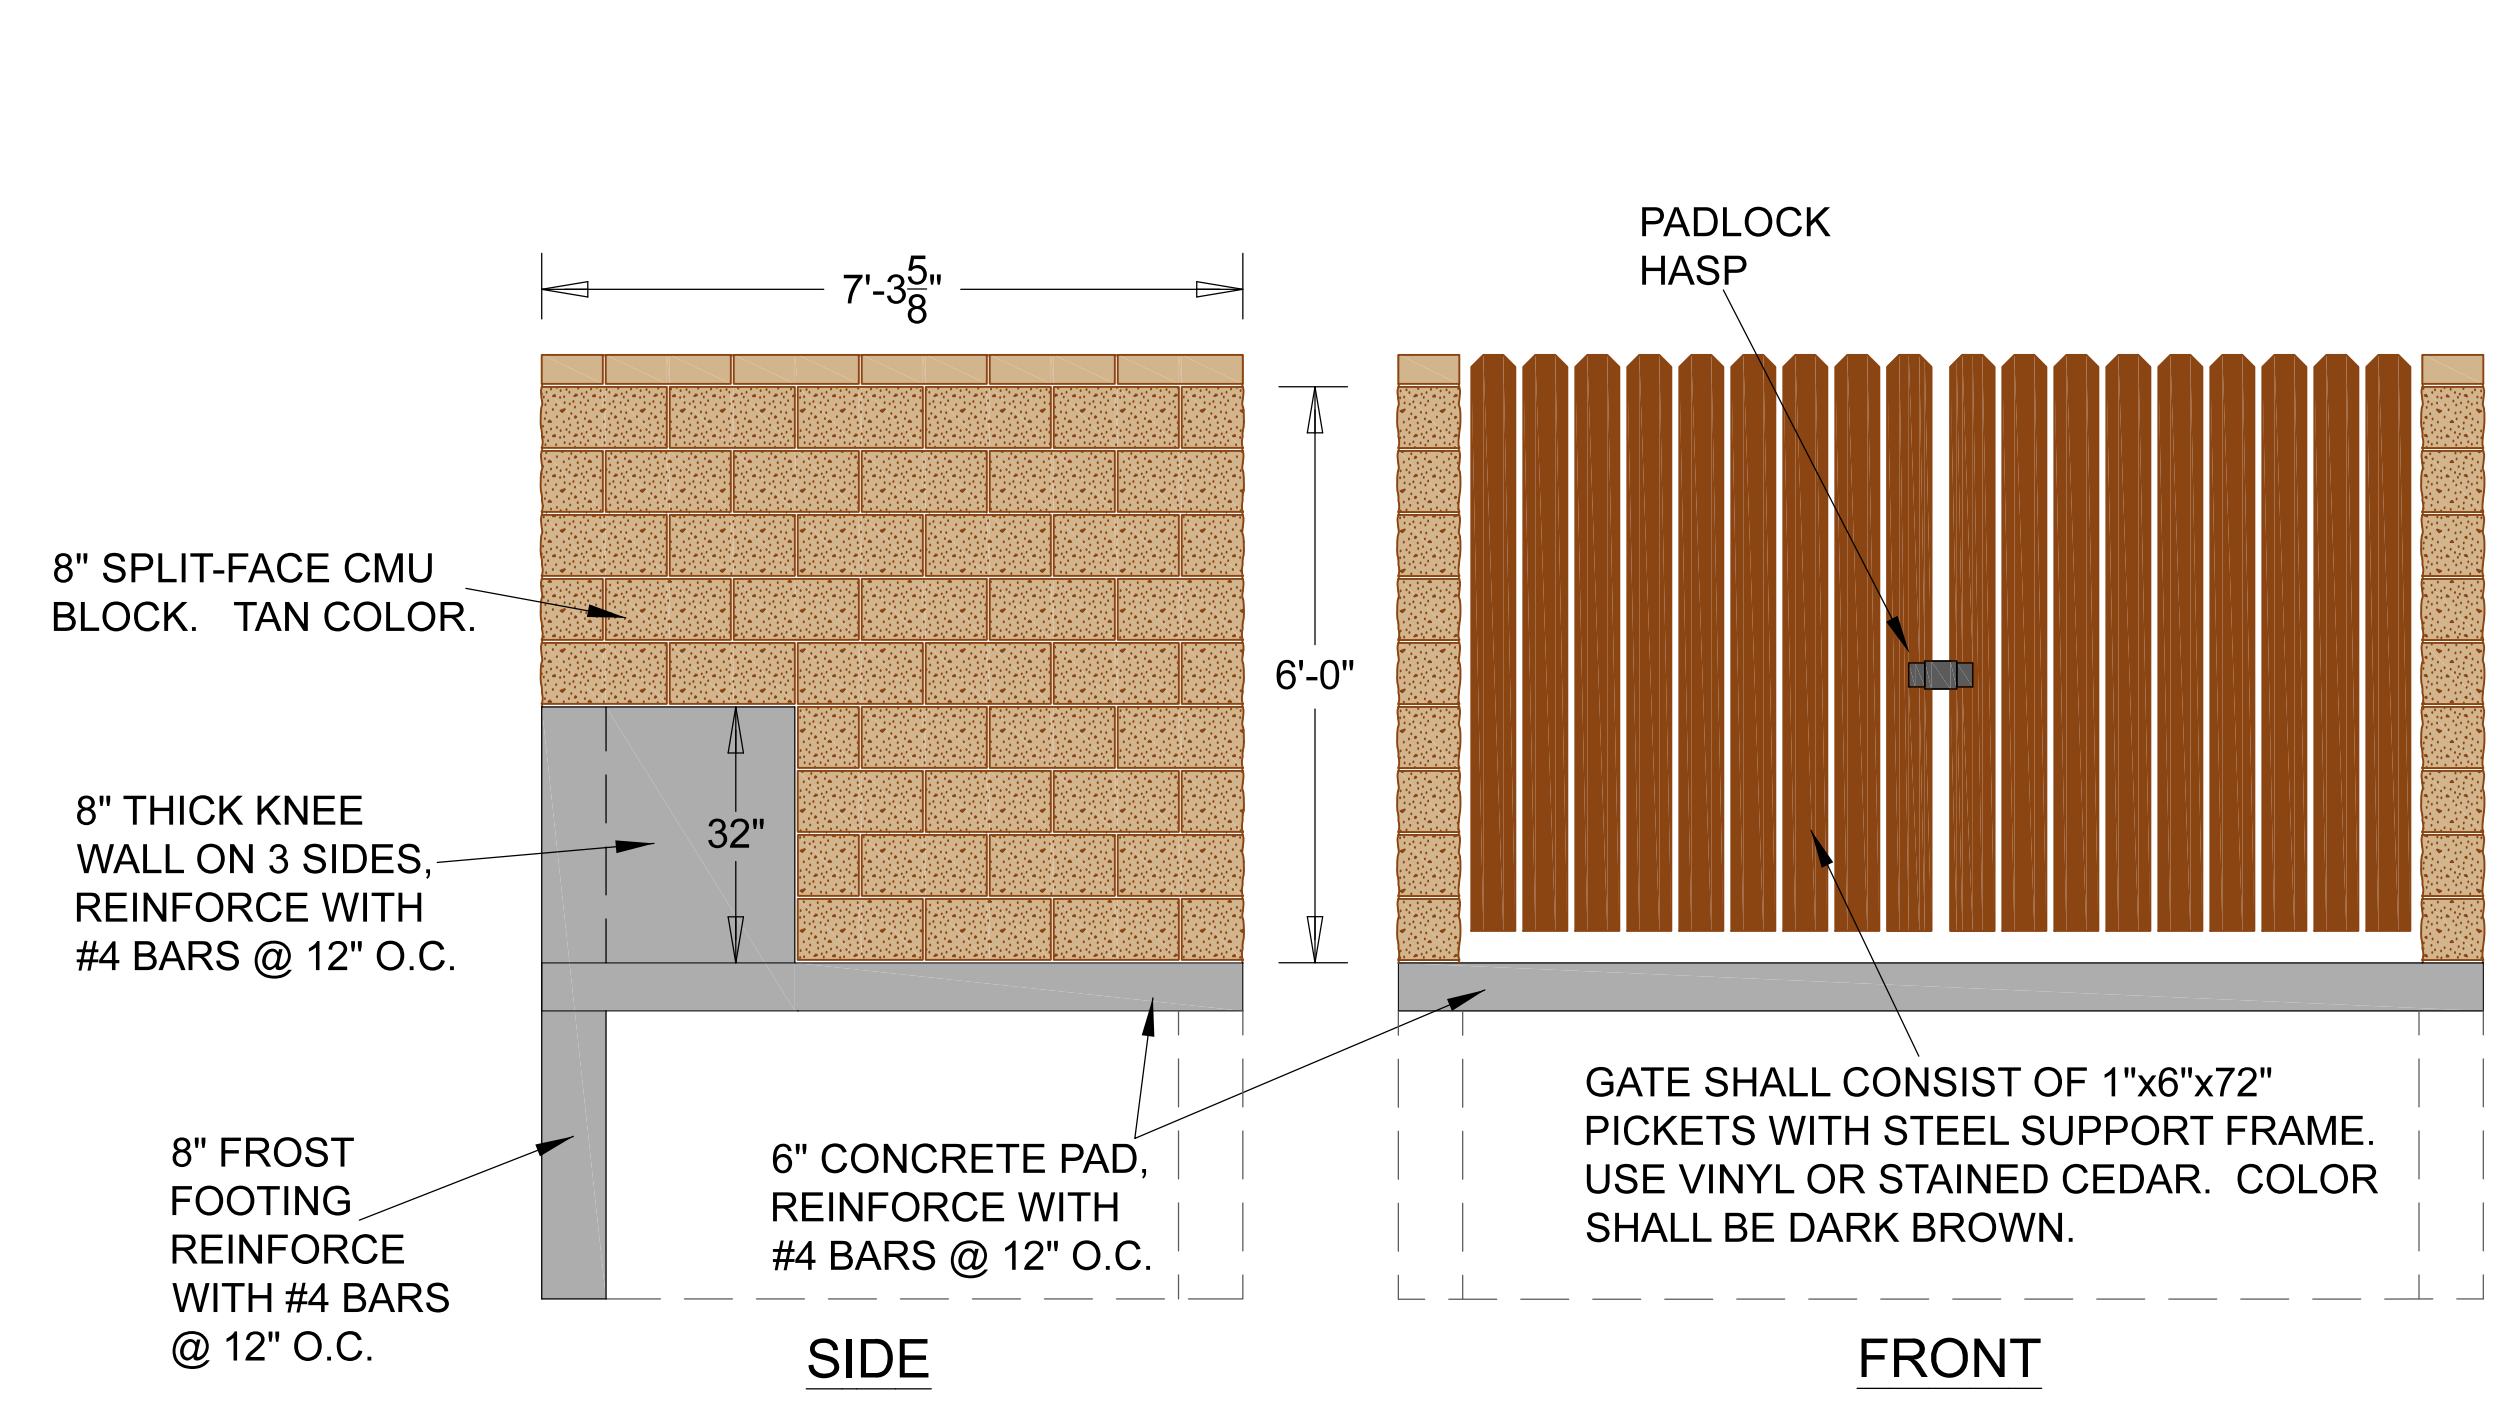 PADLOCK
HASP
7'-3 5/8"
8" SPLIT-FACE CMU
BLOCK. TAN COLOR.
6'-0"
8" THICK KNEE
WALL ON 3 SIDES,
REINFORCE WITH
#4 BARS @ 12" O.C.
32"
8" FROST
FOOTING
REINFORCE
WITH #4 BARS
@ 12" O.C.
6" CONCRETE PAD,
REINFORCE WITH
#4 BARS @ 12" O.C.
GATE SHALL CONSIST OF 1"x6"x72"
PICKETS WITH STEEL SUPPORT FRAME.
USE VINYL OR STAINED CEDAR. COLOR
SHALL BE DARK BROWN.
SIDE
FRONT